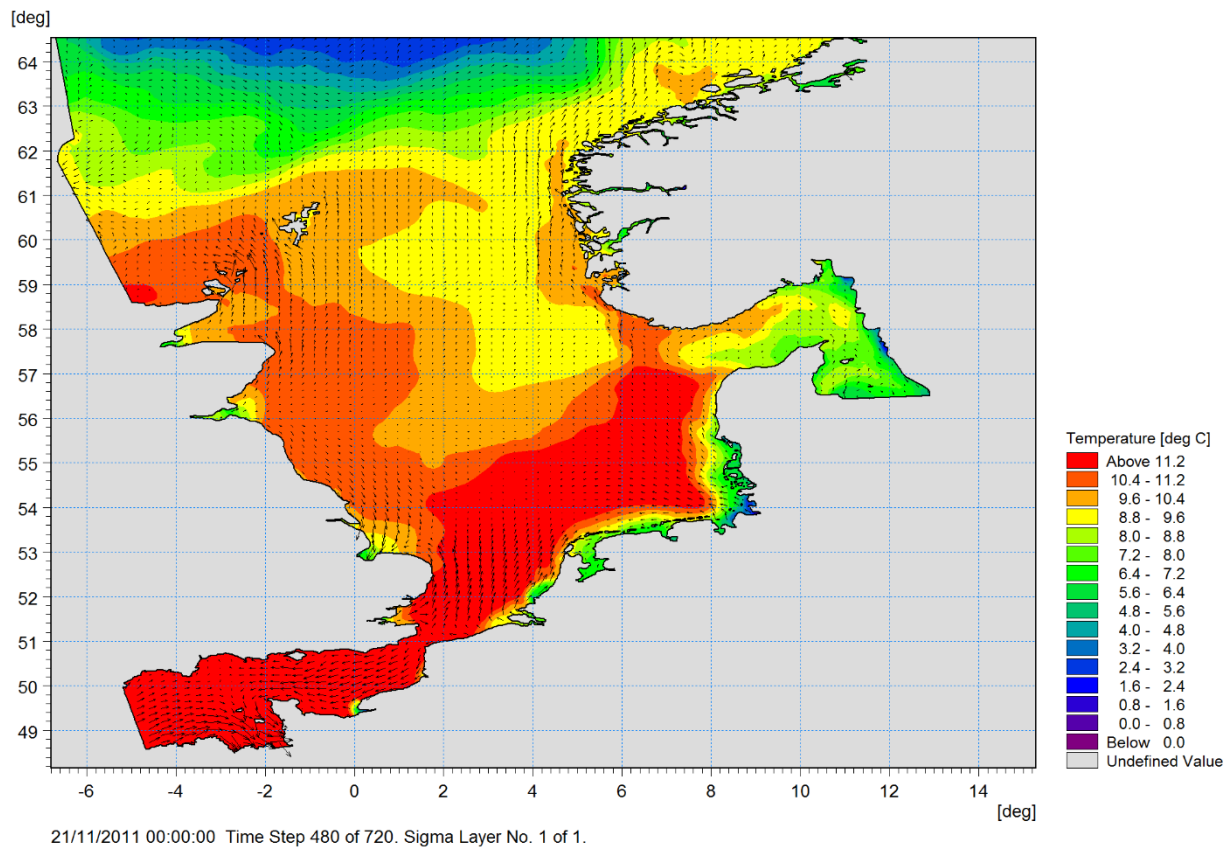 [deg]
64
63
62
61
60
59
58
57
56
55
54
53
52
51
50
49
-6 -4 -2 0 2 4 6 8 10 12 14
[deg]
Temperature [deg C]
Above 11.2
10.4 - 11.2
9.6 - 10.4
8.8 - 9.6
8.0 - 8.8
7.2 - 8.0
6.4 - 7.2
5.6 - 6.4
4.8 - 5.6
4.0 - 4.8
3.2 - 4.0
2.4 - 3.2
1.6 - 2.4
0.8 - 1.6
0.0 - 0.8
Below 0.0
Undefined Value
21/11/2011 00:00:00 Time Step 480 of 720. Sigma Layer No. 1 of 1.